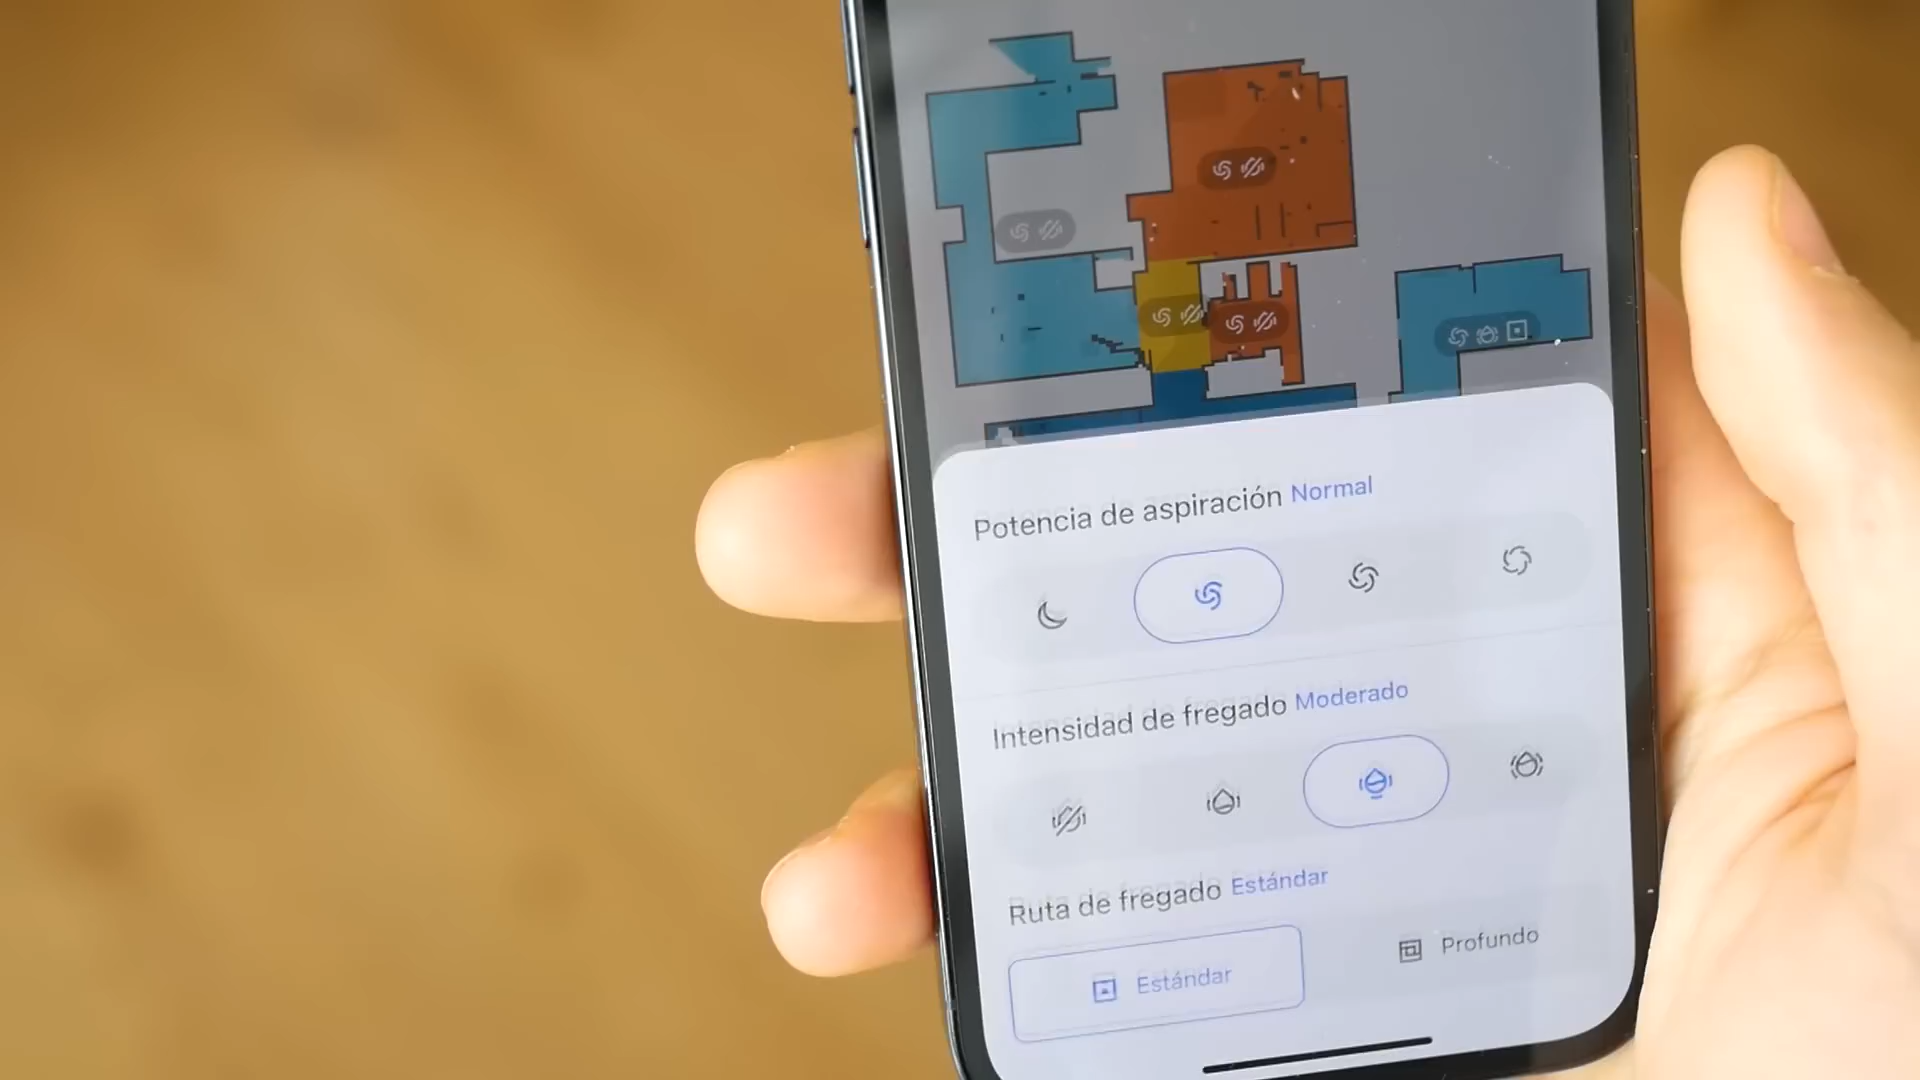 Potencia de aspiración Normal
Intensidad de fregado Moderado
Ruta de fregado Estándar
Estándar
Profundo